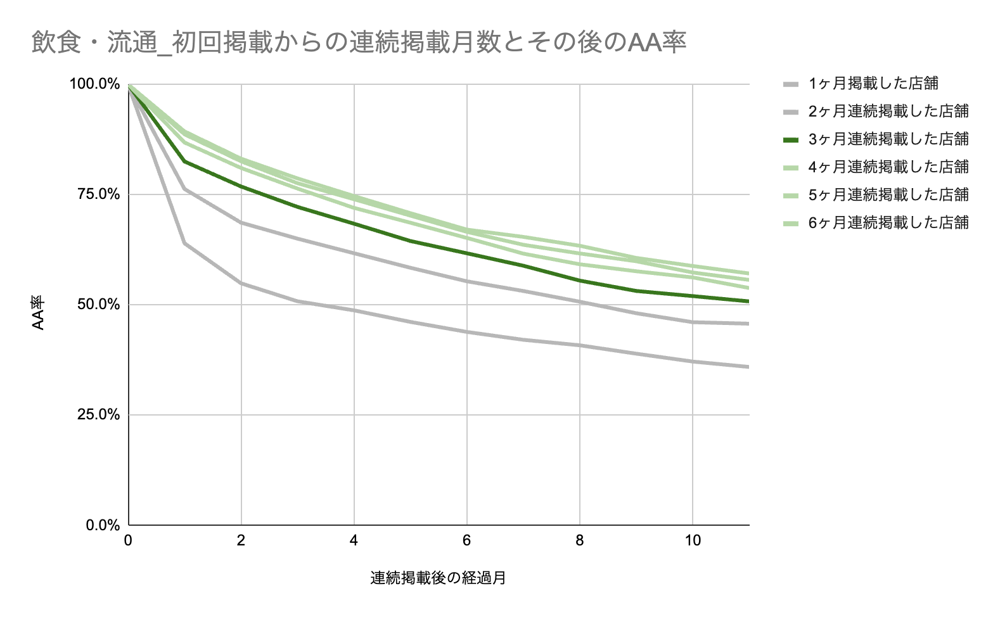 飲食・流通_初回掲載からの連続掲載月数とその後のAA率
100.0%
75.0%
50.0%
25.0%
0.0%
AA率
0 2 4 6 8 10
連続掲載後の経過月
1ヶ月掲載した店舗
2ヶ月連続掲載した店舗
3ヶ月連続掲載した店舗
4ヶ月連続掲載した店舗
5ヶ月連続掲載した店舗
6ヶ月連続掲載した店舗